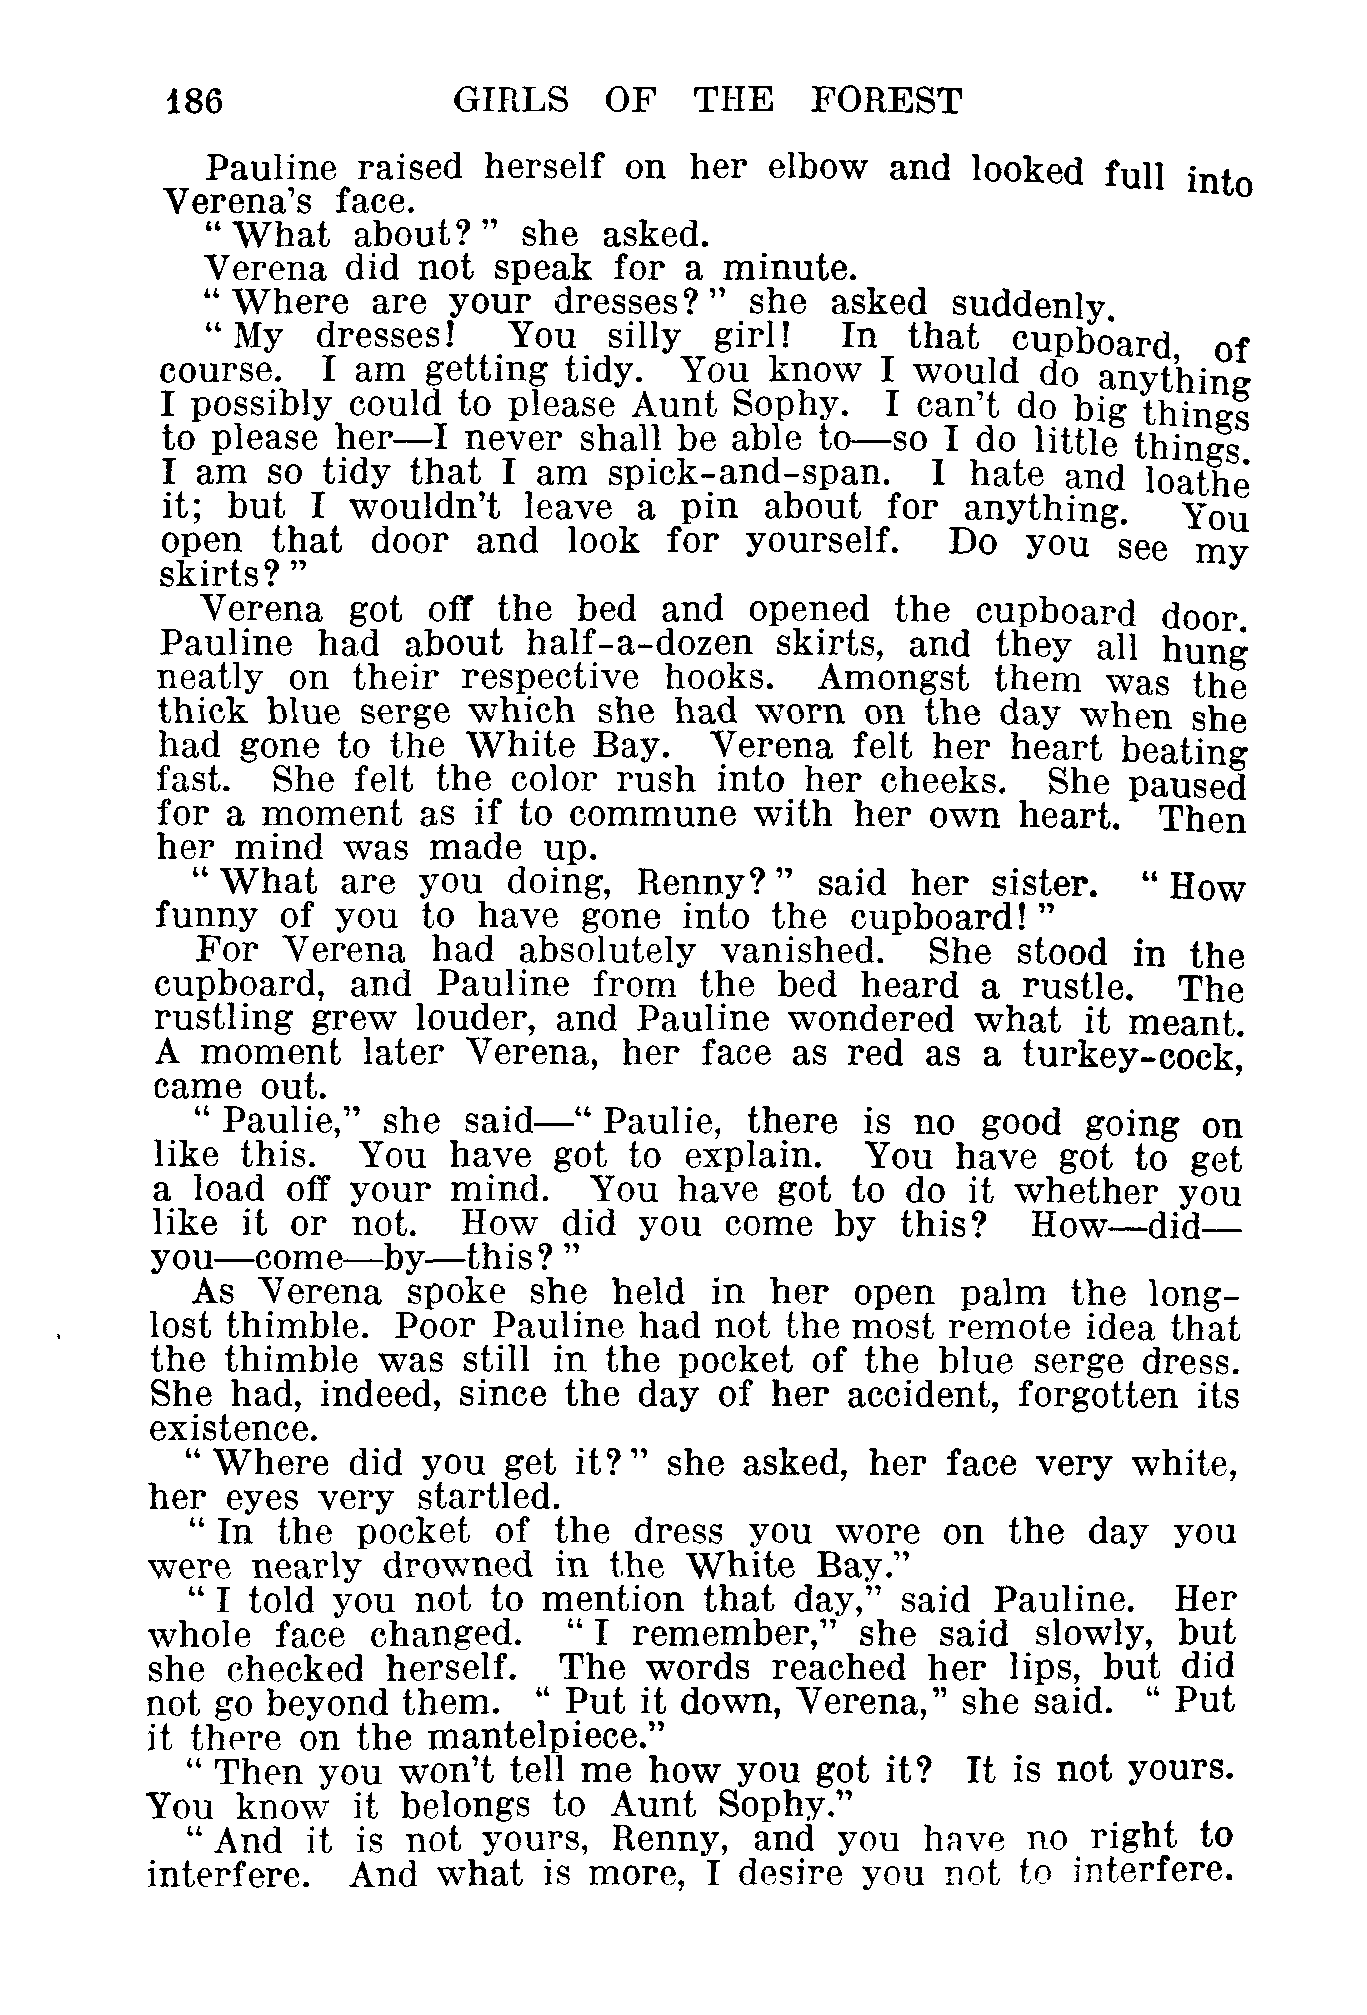 186 GIRLS OF THE FOREST
Pauline raised herself on her elbow and looked full into
Verena's face.
"What about?" she asked.
Verena did not speak for a minute.
"Where are your dresses?" she asked suddenly.
"My dresses! You silly girl! In that cupboard, of
course. I am getting tidy. You know I would do anything
I possibly could to please Aunt Sophy. I can't do big things
to please her—I never shall be able to—so I do little things.
I am so tidy that I am spick-and-span. I hate and loathe
it; but I wouldn't leave a pin about for anything. You
open that door and look for yourself. Do you see my
skirts?"
Verena got off the bed and opened the cupboard door.
Pauline had about half-a-dozen skirts, and they all hung
neatly on their respective hooks. Amongst them was the
thick blue serge which she had worn on the day when she
had gone to the White Bay. Verena felt her heart beating
fast. She felt the color rush into her cheeks. She paused
for a moment as if to commune with her own heart. Then
her mind was made up.
"What are you doing, Renny?" said her sister. "How
funny of you to have gone into the cupboard!"
For Verena had absolutely vanished. She stood in the
cupboard, and Pauline from the bed heard a rustle. The
rustling grew louder, and Pauline wondered what it meant.
A moment later Verena, her face as red as a turkey-cock,
came out.
"Paulie," she said—"Paulie, there is no good going on
like this. You have got to explain. You have got to get
a load off your mind. You have got to do it whether you
like it or not. How did you come by this? How—did—
you—come—by—this?"
As Verena spoke she held in her open palm the long-
lost thimble. Poor Pauline had not the most remote idea that
the thimble was still in the pocket of the blue serge dress.
She had, indeed, since the day of her accident, forgotten its
existence.
"Where did you get it?" she asked, her face very white,
her eyes very startled.
"In the pocket of the dress you wore on the day you
were nearly drowned in the White Bay."
"I told you not to mention that day," said Pauline. Her
whole face changed. "I remember," she said slowly, but
she checked herself. The words reached her lips, but did
not go beyond them. "Put it down, Verena," she said. "Put
it there on the mantelpiece."
"Then you won't tell me how you got it? It is not yours.
You know it belongs to Aunt Sophy."
"And it is not yours, Renny, and you have no right to
interfere. And what is more, I desire you not to interfere.